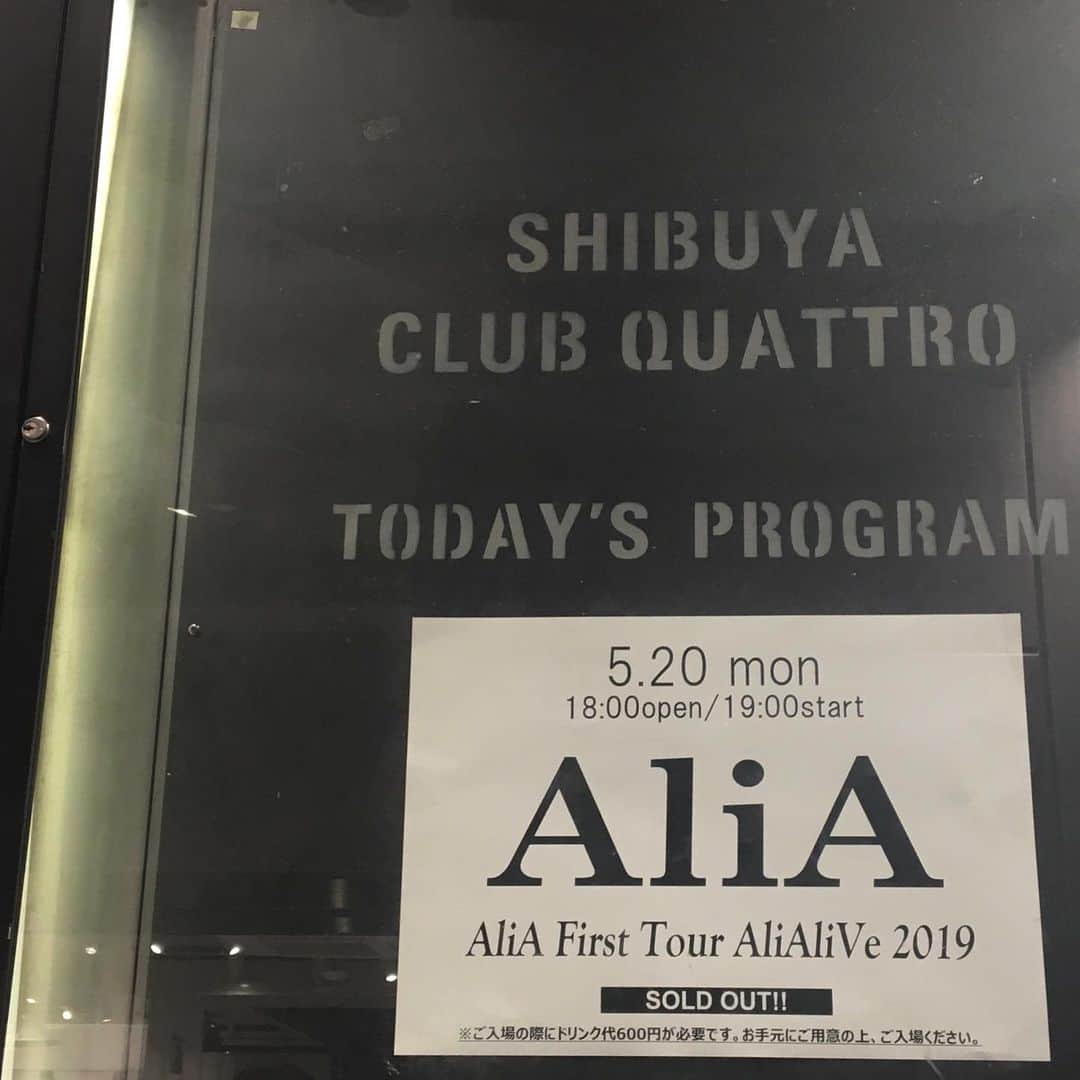 SHIBUYA
CLUB QUATTRO
TODAY'S PROGRAM
5.20 mon
18:00open/19:00start
AliA
AliA First Tour AliAliVe 2019
SOLD OUT!!
※ご入場の際にドリンク代600円が必要です。お手元にご用意の上、ご入場ください。